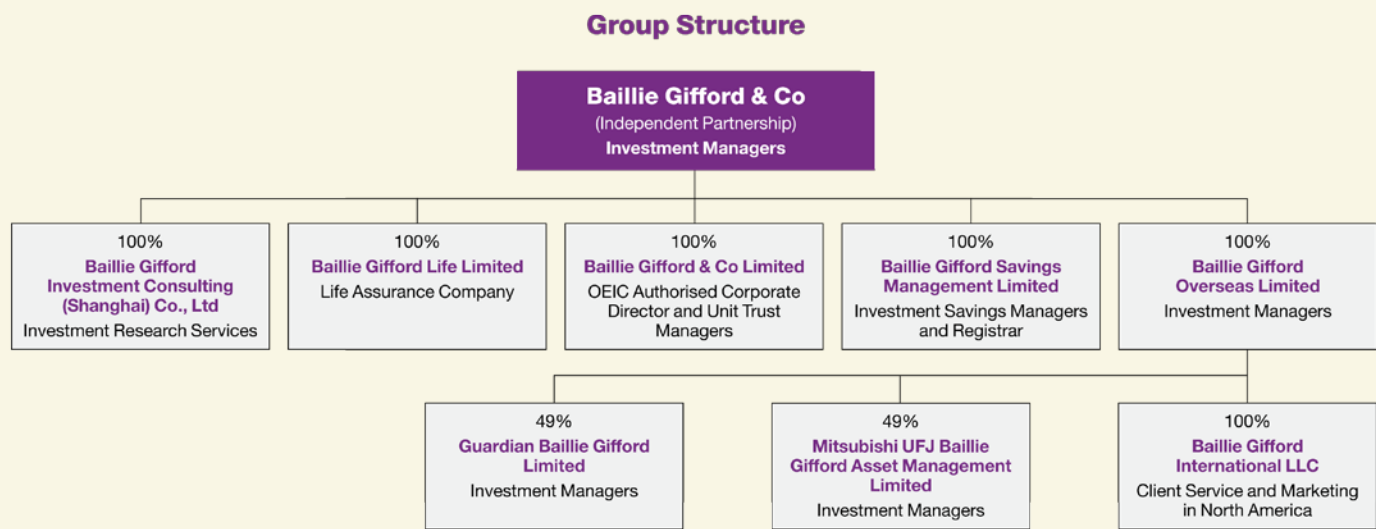 Group Structure
Baillie Gifford & Co
(Independent Partnership)
Investment Managers
100%
Baillie Gifford
Investment Consulting
(Shanghai) Co., Ltd
Investment Research Services
100%
Baillie Gifford Life Limited
Life Assurance Company
100%
Baillie Gifford & Co Limited
OEIC Authorised Corporate
Director and Unit Trust
Managers
100%
Baillie Gifford Savings
Management Limited
Investment Savings Managers
and Registrar
100%
Baillie Gifford
Overseas Limited
Investment Managers
49%
Guardian Baillie Gifford
Limited
Investment Managers
49%
Mitsubishi UFJ Baillie
Gifford Asset Management
Limited
Investment Managers
100%
Baillie Gifford
International LLC
Client Service and Marketing
in North America